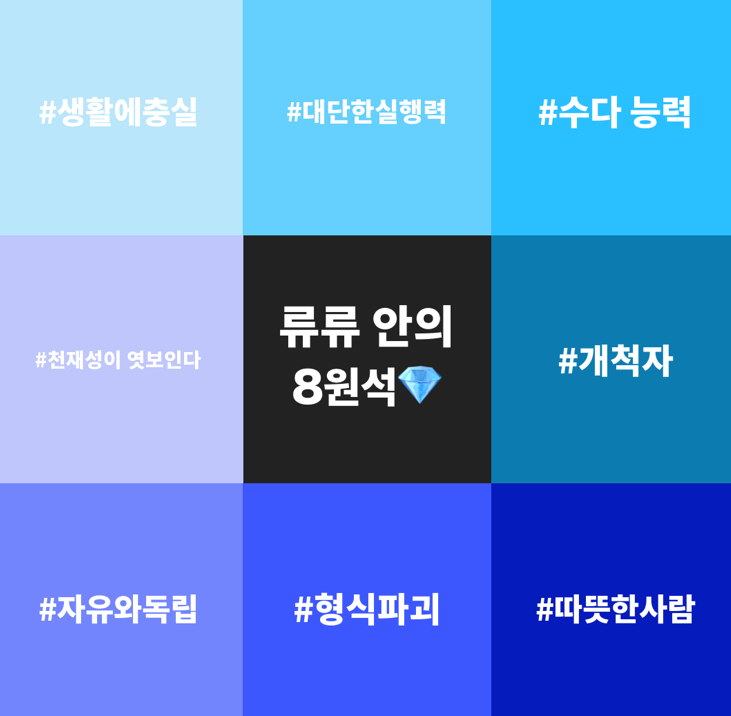 #생활에충실
#대단한실행력
#수다 능력
#천재성이 엿보인다
류류 안의
8원석💎
#개척자
#자유와독립
#형식파괴
#따뜻한사람